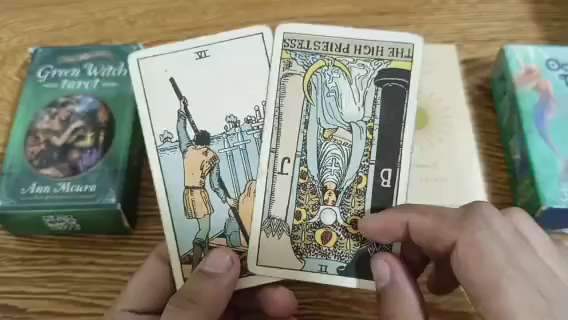 Green Witch
tarot
Ann Moura
VI
THE HIGH PRIESTESS
J
B
II